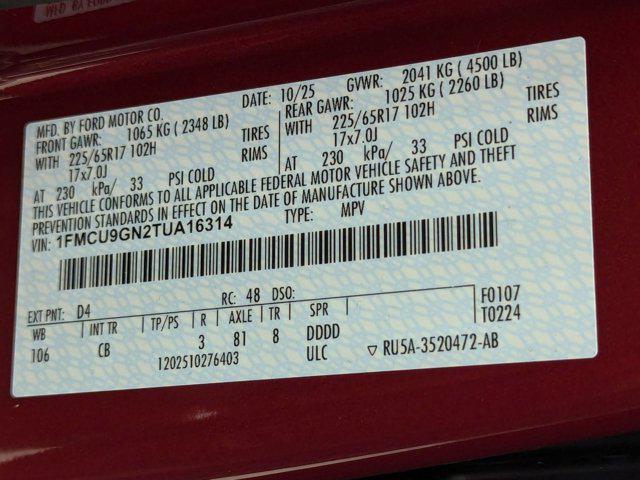 MFD. BY FORD MOTOR CO. DATE: 10/25 GVWR: 2041 KG ( 4500 LB)
FRONT GAWR: 1065 KG ( 2348 LB) REAR GAWR: 1025 KG ( 2260 LB)
WITH 225/65R17 102H TIRES WITH 225/65R17 102H TIRES
17x7.0J RIMS 17x7.0J RIMS
AT 230 kPa/ 33 PSI COLD AT 230 kPa/ 33 PSI COLD
THIS VEHICLE CONFORMS TO ALL APPLICABLE FEDERAL MOTOR VEHICLE SAFETY AND THEFT
PREVENTION STANDARDS IN EFFECT ON THE DATE OF MANUFACTURE SHOWN ABOVE.
VIN: 1FMCU9GN2TUA16314 TYPE: MPV
EXT PNT: D4 RC: 48 DSO: F0107
WB INT TR TP/PS R AXLE TR SPR T0224
106 CB 3 81 8 DDDD
1202510276403 ULC ▽ RU5A-3520472-AB